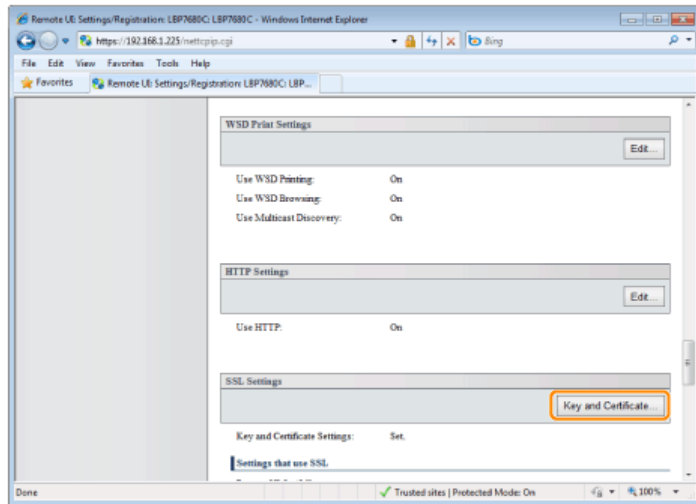 Remote UI: Settings/Registration: LBP7680C: LBP7680C - Windows Internet Explorer
https://192.168.1.225/nettcpip.cgi
Bing
File Edit View Favorites Tools Help
Favorites Remote UI: Settings/Registration: LBP7680C: LBP...
WSD Print Settings
Edit...
Use WSD Printing: On
Use WSD Browsing: On
Use Multicast Discovery: On
HTTP Settings
Edit...
Use HTTP: On
SSL Settings
Key and Certificate...
Key and Certificate Settings: Set.
Settings that use SSL
Done Trusted sites | Protected Mode: On 100%